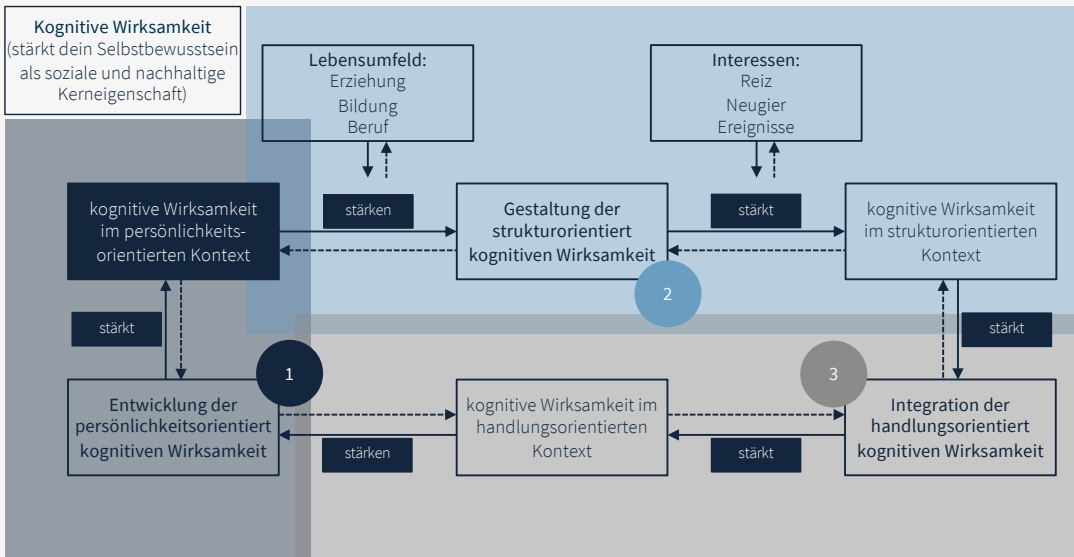 Kognitive Wirksamkeit
(stärkt dein Selbstbewusstsein
als soziale und nachhaltige
Kerneigenschaft)
Lebensumfeld:
Erziehung
Bildung
Beruf
Interessen:
Reiz
Neugier
Ereignisse
kognitive Wirksamkeit
im persönlichkeits-
orientierten Kontext
stärken
Gestaltung der
strukturorientiert
kognitiven Wirksamkeit
stärkt
kognitive Wirksamkeit
im strukturorientierten
Kontext
2
stärkt
stärkt
1
3
Entwicklung der
persönlichkeitsorientiert
kognitiven Wirksamkeit
stärken
kognitive Wirksamkeit im
handlungsorientierten
Kontext
stärkt
Integration der
handlungsorientiert
kognitiven Wirksamkeit